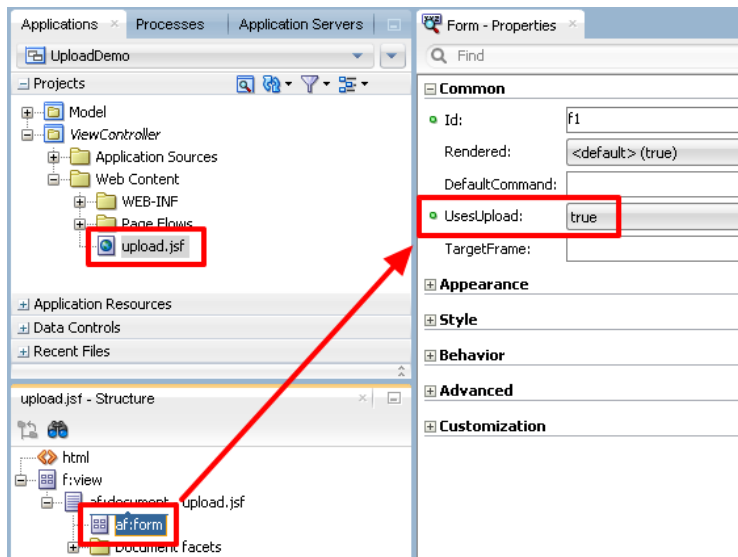 Applications
Processes
Application Servers
UploadDemo
Projects
Model
ViewController
Application Sources
Web Content
WEB-INF
Page Flows
upload.jsf
Application Resources
Data Controls
Recent Files
upload.jsf - Structure
html
f:view
af:document - upload.jsf
af:form
Document facets
Form - Properties
Find
Common
Id:
f1
Rendered:
<default> (true)
DefaultCommand:
UsesUpload:
true
TargetFrame:
Appearance
Style
Behavior
Advanced
Customization